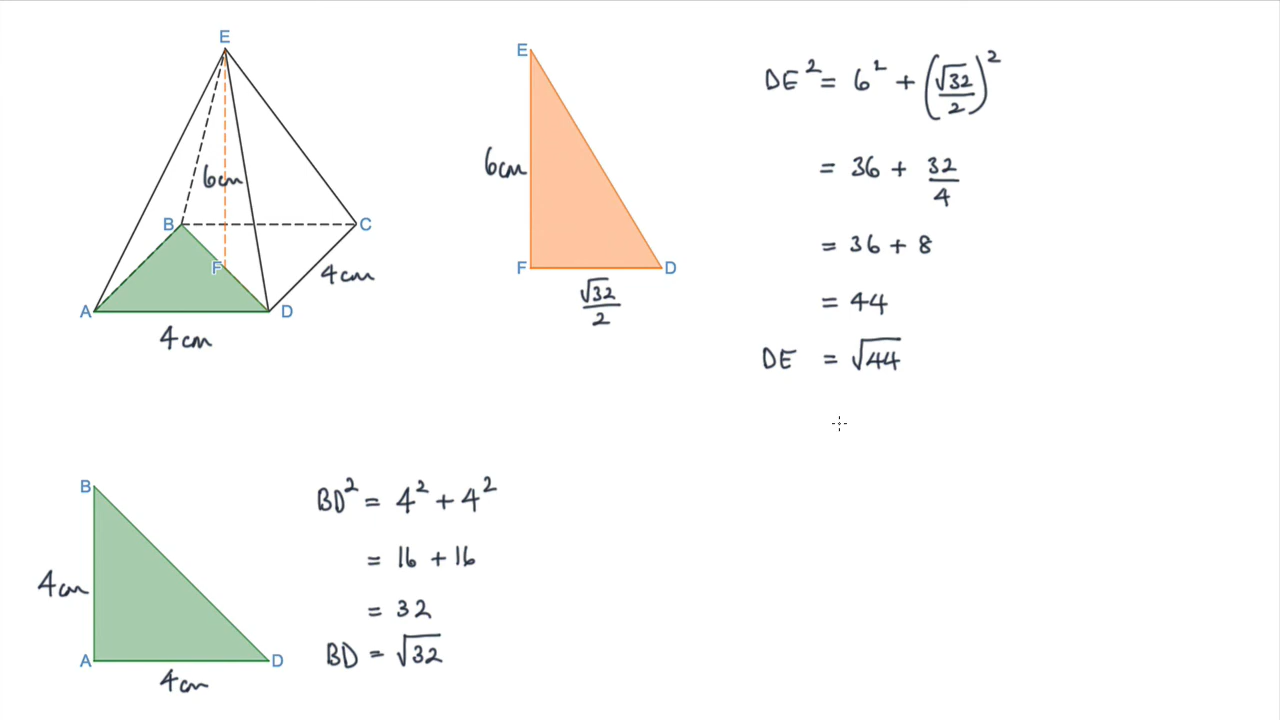 E
6cm
B
C
F
4cm
A
D
4cm
E
6cm
F
D
√32/2
DE² = 6² + (√32/2)²
= 36 + 32/4
= 36 + 8
= 44
DE = √44
B
4cm
A
D
4cm
BD² = 4² + 4²
= 16 + 16
= 32
BD = √32